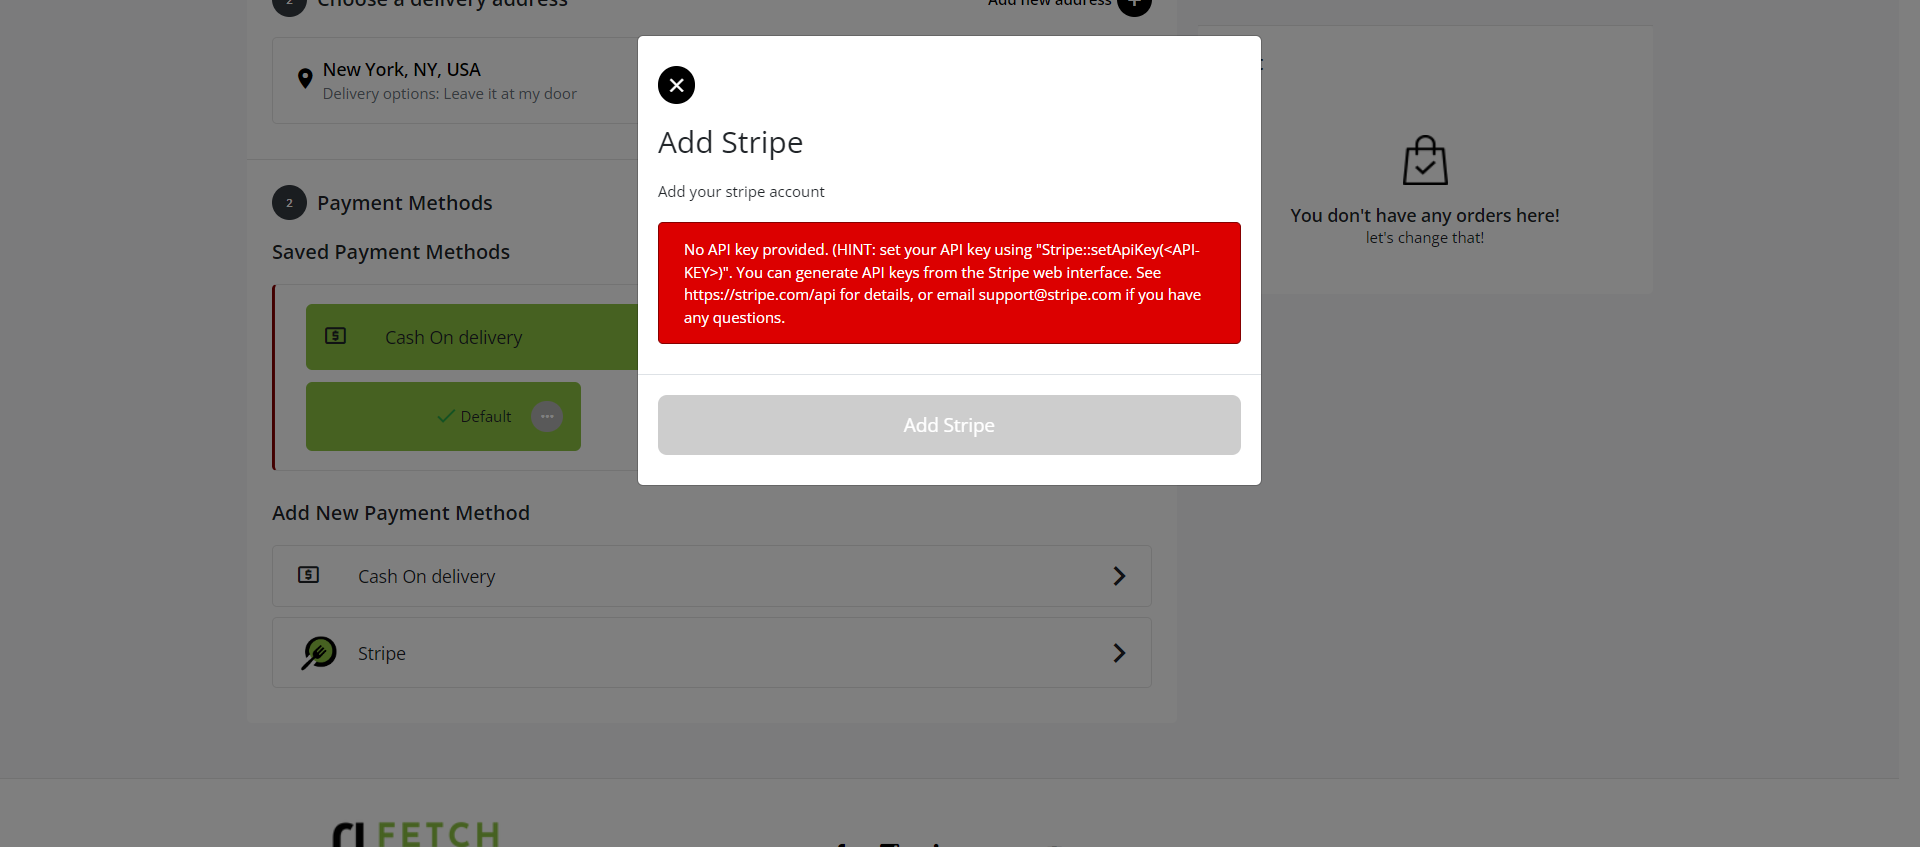 2 Choose a delivery address
Add new address
New York, NY, USA
Delivery options: Leave it at my door
2 Payment Methods
Saved Payment Methods
Cash On delivery
Default
Add New Payment Method
Cash On delivery
Stripe
Add Stripe
Add your stripe account
No API key provided. (HINT: set your API key using "Stripe::setApiKey(<API-
KEY>)". You can generate API keys from the Stripe web interface. See
https://stripe.com/api for details, or email support@stripe.com if you have
any questions.
Add Stripe
You don't have any orders here!
let's change that!
FETCH